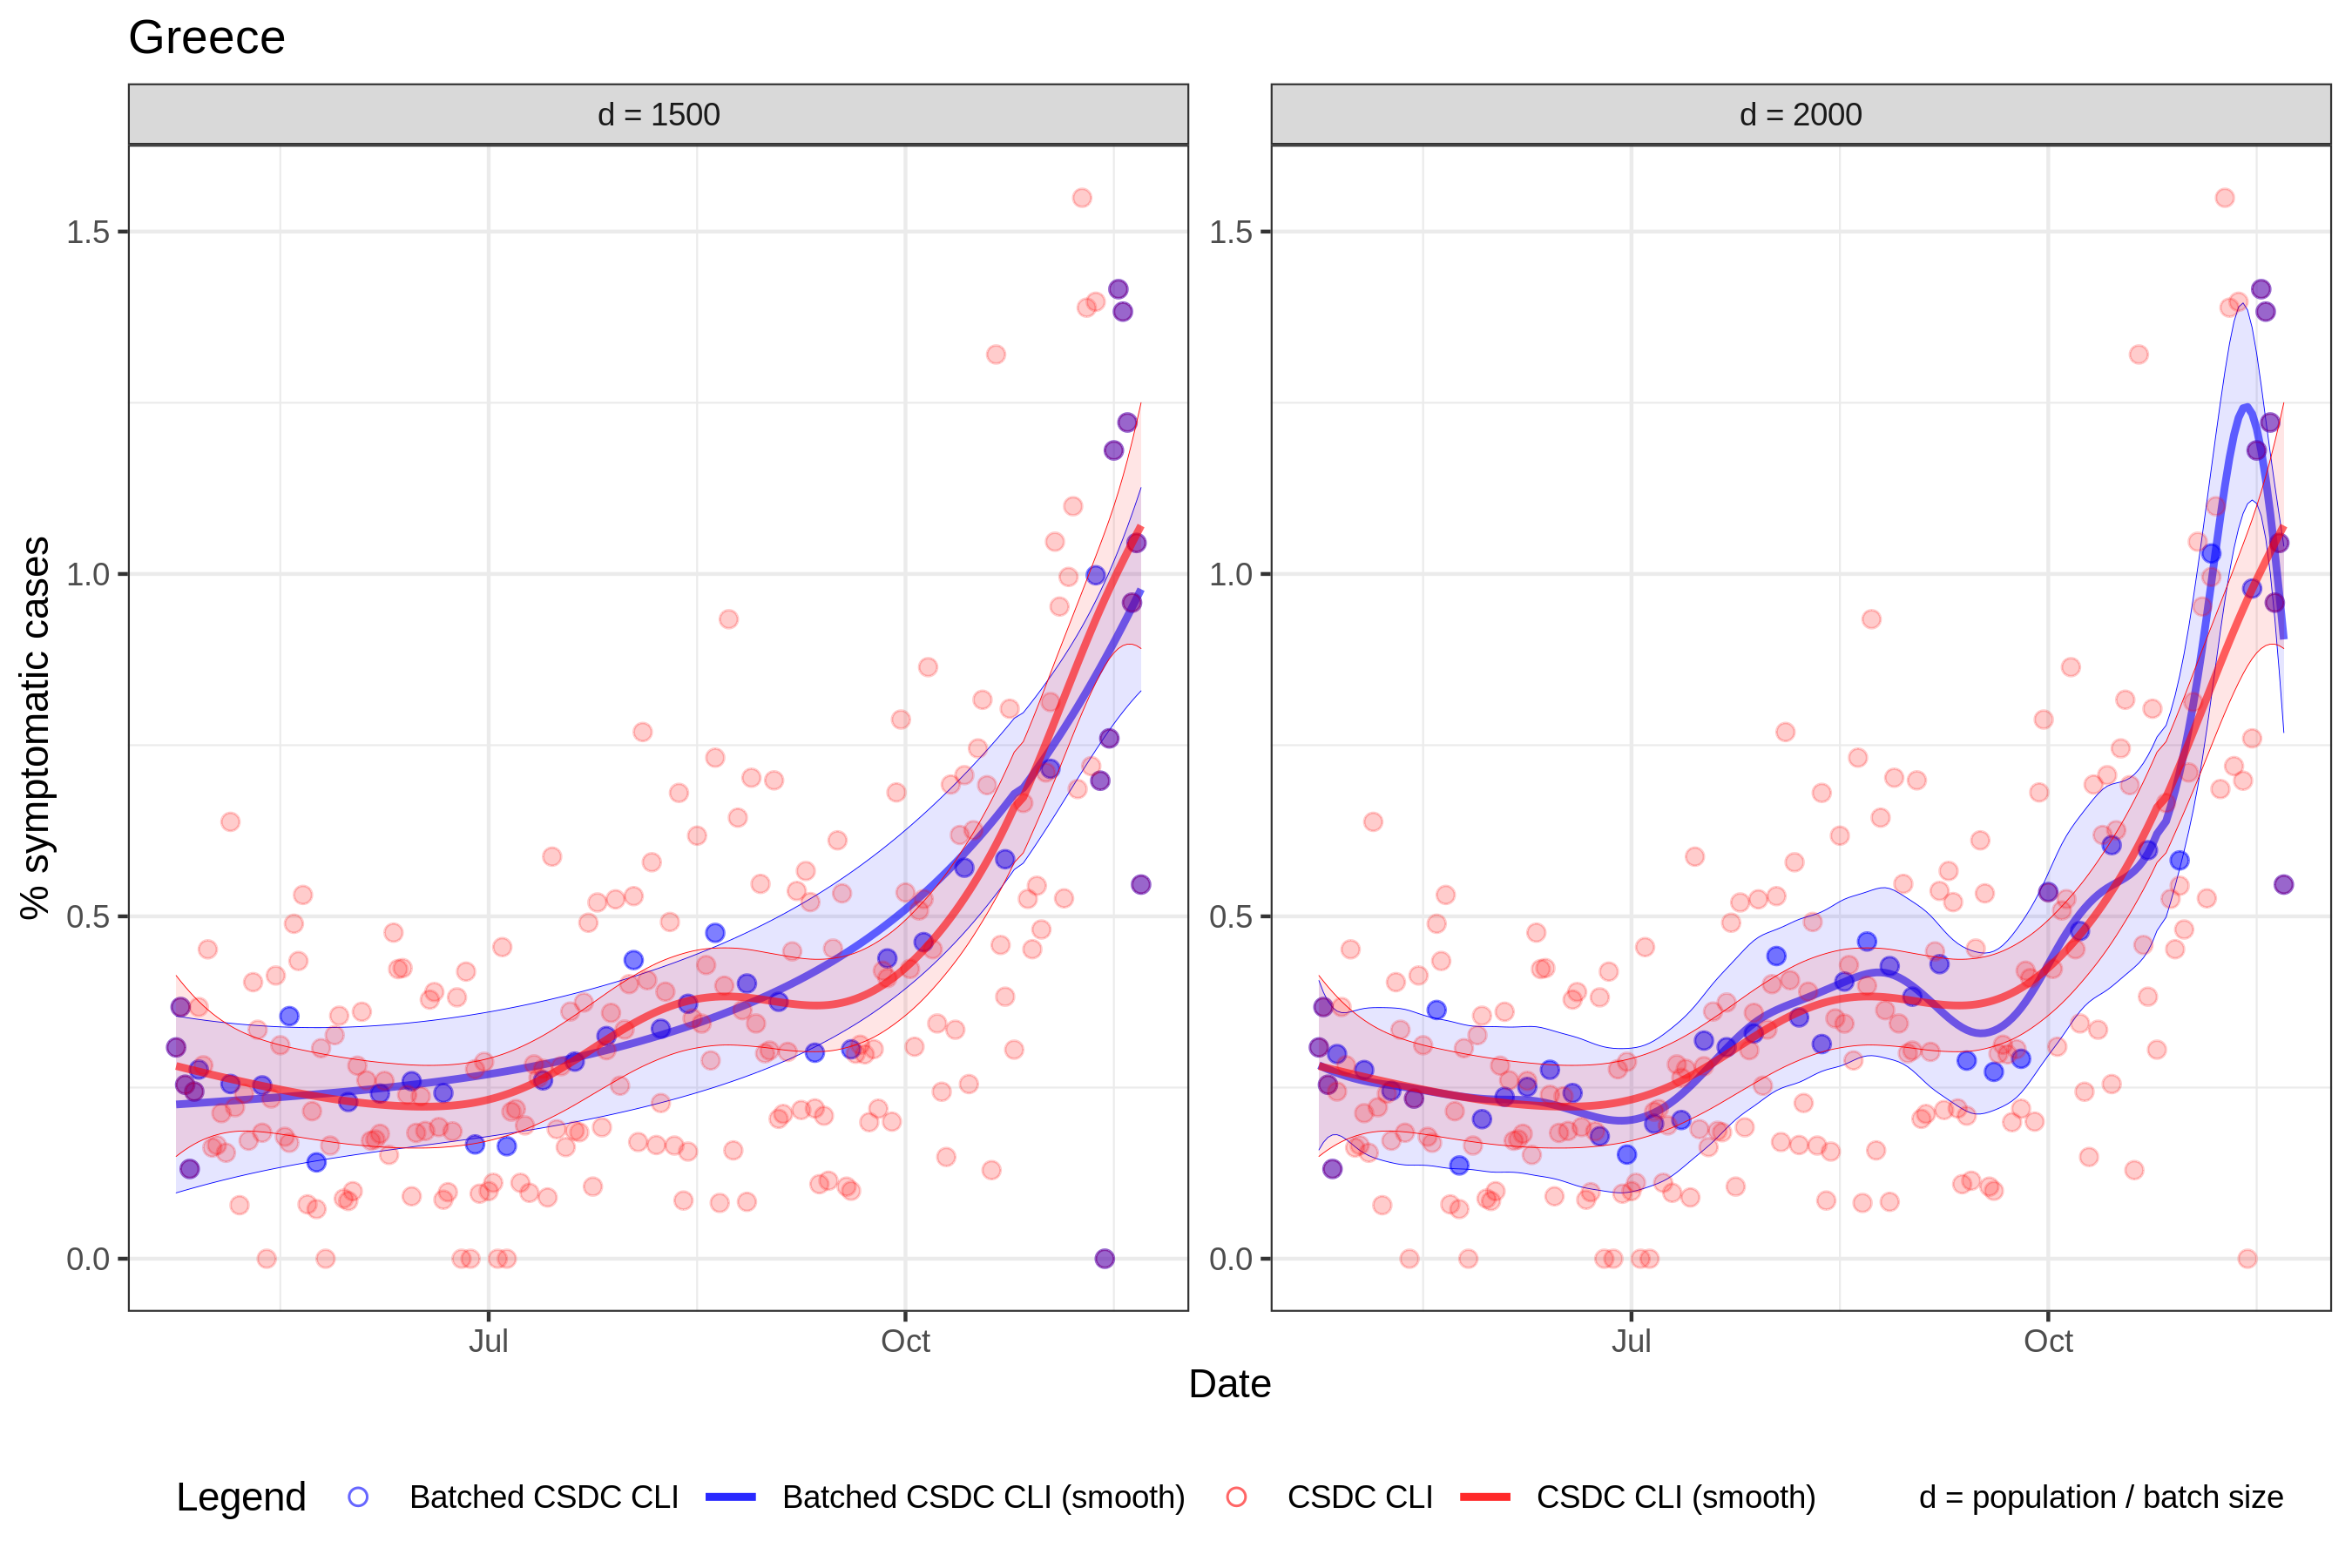 Greece
d = 1500
d = 2000
% symptomatic cases
1.5
1.0
0.5
0.0
1.5
1.0
0.5
0.0
Jul
Oct
Jul
Oct
Date
Legend
Batched CSDC CLI
Batched CSDC CLI (smooth)
CSDC CLI
CSDC CLI (smooth)
d = population / batch size